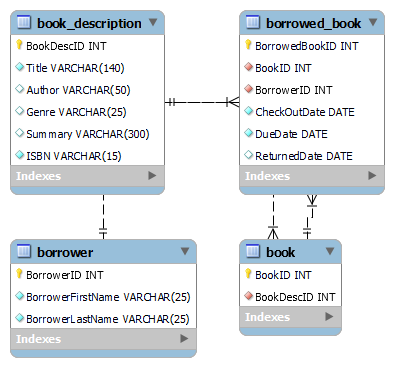 book_description
BookDescID INT
Title VARCHAR(140)
Author VARCHAR(50)
Genre VARCHAR(25)
Summary VARCHAR(300)
ISBN VARCHAR(15)
Indexes
borrowed_book
BorrowedBookID INT
BookID INT
BorrowerID INT
CheckOutDate DATE
DueDate DATE
ReturnedDate DATE
Indexes
borrower
BorrowerID INT
BorrowerFirstName VARCHAR(25)
BorrowerLastName VARCHAR(25)
Indexes
book
BookID INT
BookDescID INT
Indexes